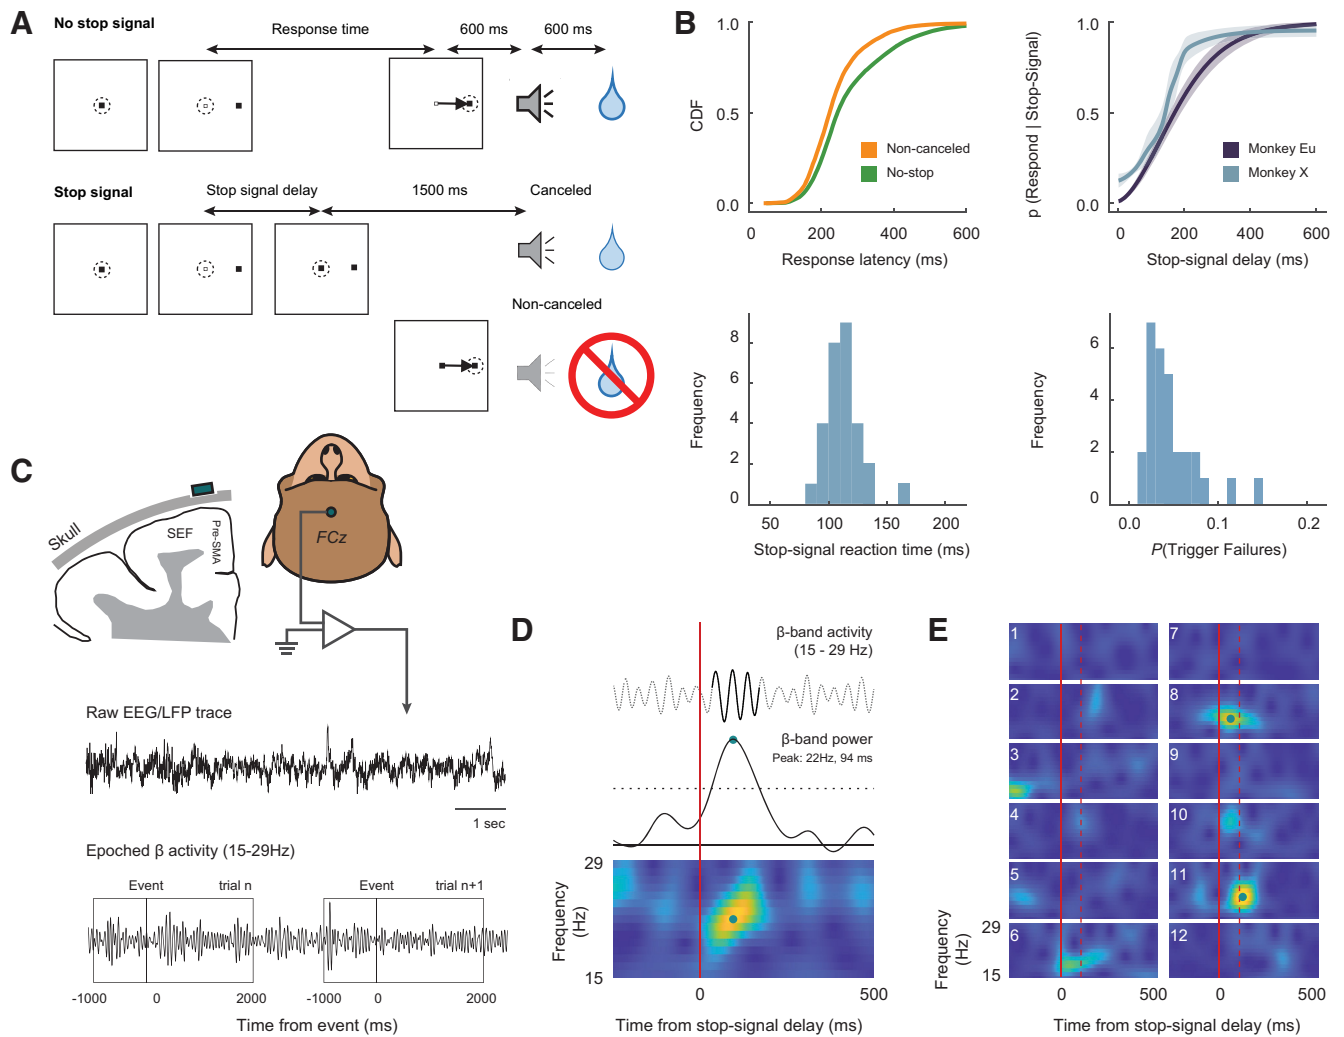 A
No stop signal
Response time
600 ms
600 ms
Stop signal
Stop signal delay
1500 ms
Canceled
Non-canceled
B
1.0
0.5
0.0
CDF
Non-canceled
No-stop
200
400
600
Response latency (ms)
1.0
0.5
0.0
p (Respond | Stop-Signal)
Monkey Eu
Monkey X
0
200
400
600
Stop-signal delay (ms)
8
6
4
2
0
Frequency
50
100
150
200
Stop-signal reaction time (ms)
6
4
2
0
Frequency
0.0
0.1
0.2
P(Trigger Failures)
C
Skull
SEF
Pre-SMA
FCz
Raw EEG/LFP trace
1 sec
Epoched β activity (15-29Hz)
Event
trial n
Event
trial n+1
-1000
0
2000
-1000
0
2000
Time from event (ms)
D
β-band activity
(15 - 29 Hz)
β-band power
Peak: 22Hz, 94 ms
29
15
Frequency
(Hz)
0
500
Time from stop-signal delay (ms)
E
1
2
3
4
5
6
7
8
9
10
11
12
29
15
Frequency
(Hz)
0
500
0
500
Time from stop-signal delay (ms)